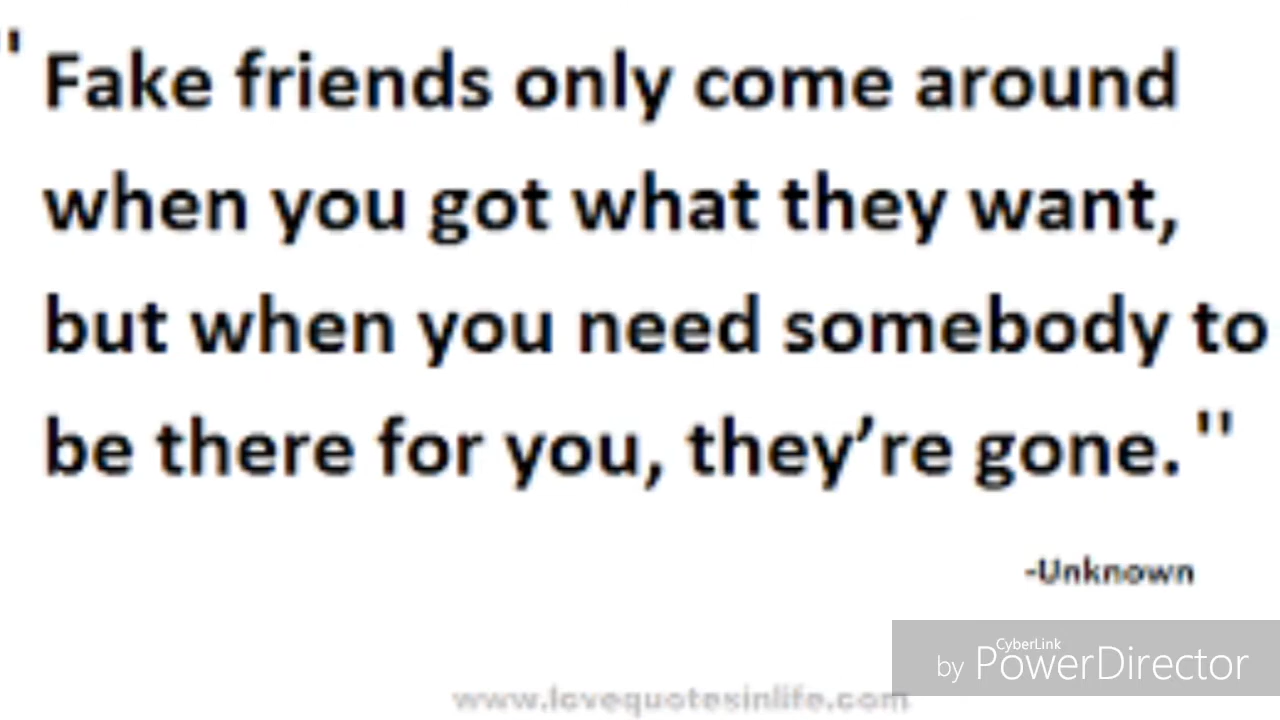 " Fake friends only come around
when you got what they want,
but when you need somebody to
be there for you, they’re gone. "
-Unknown
CyberLink
by PowerDirector
www.lovequotesinlife.com